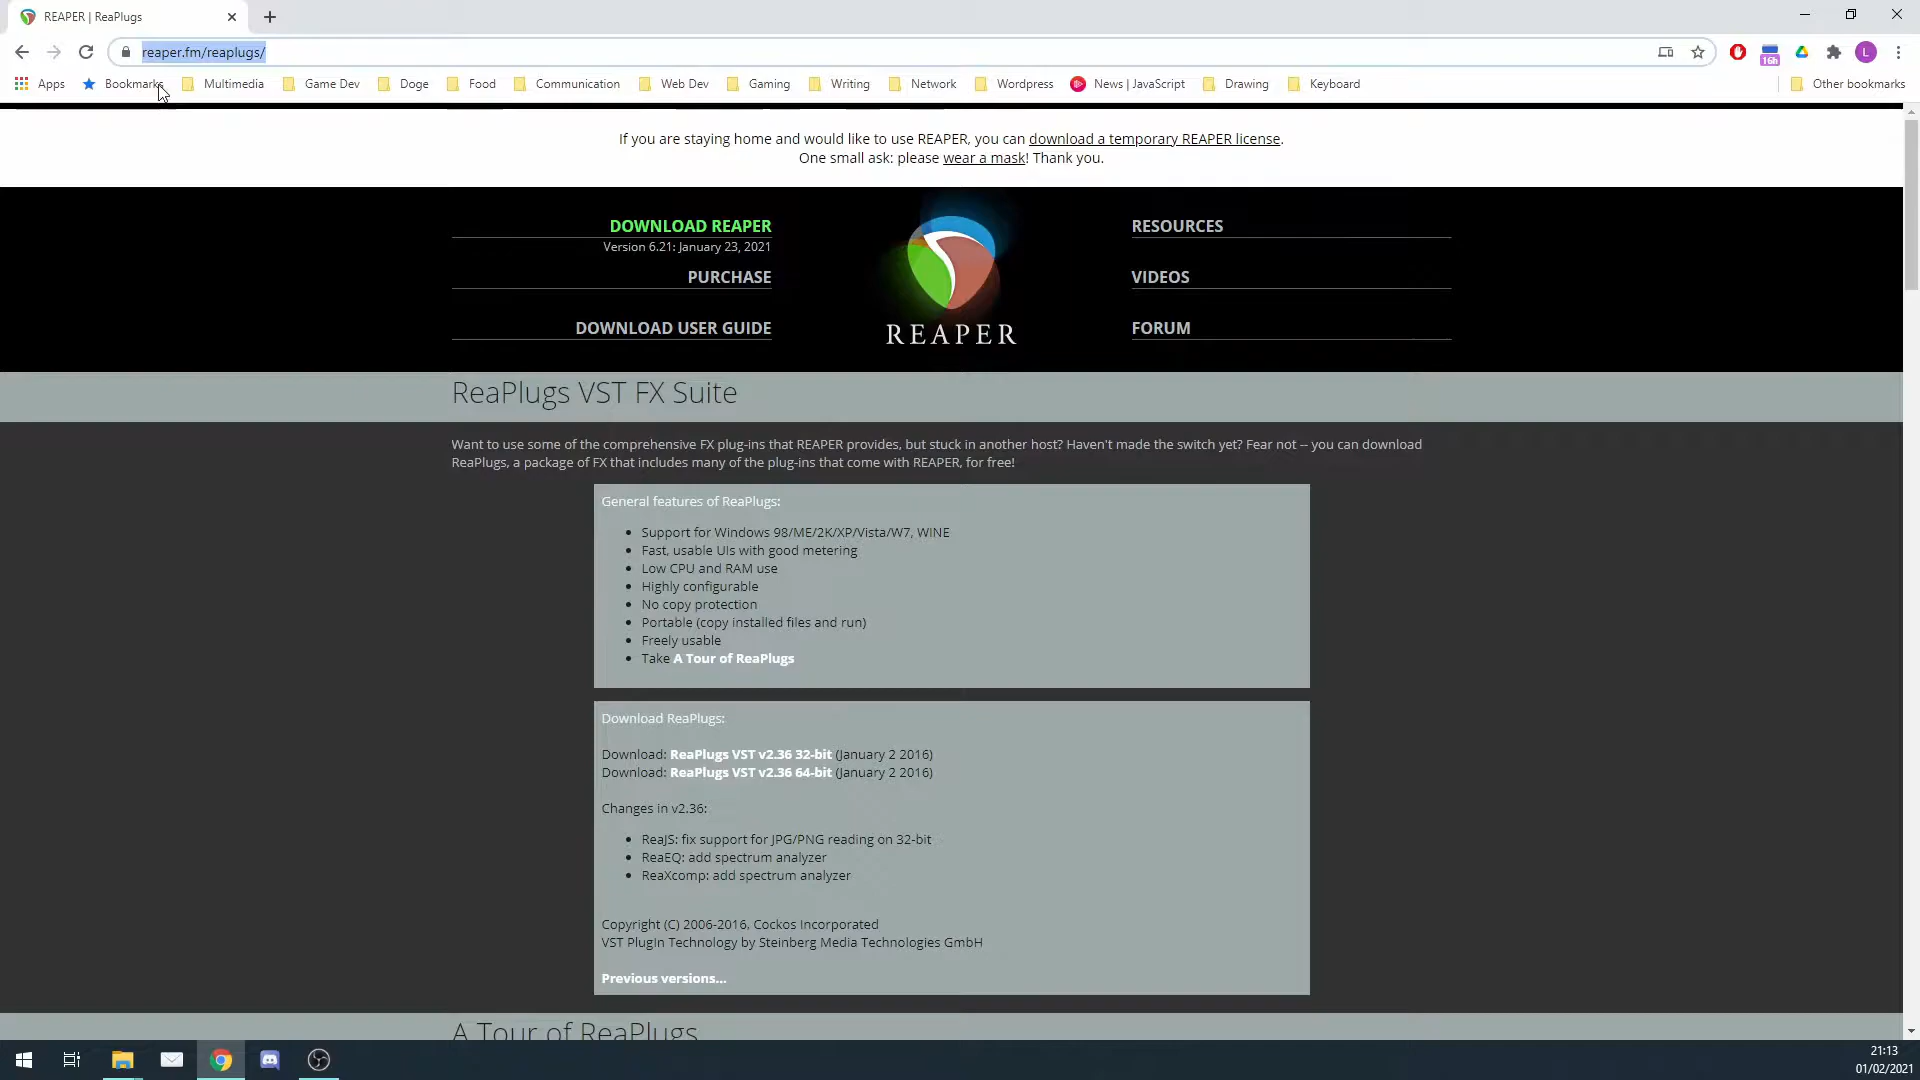 REAPER | ReaPlugs
reaper.fm/reaplugs/
16h
L
Apps
Bookmarks
Multimedia
Game Dev
Doge
Food
Communication
Web Dev
Gaming
Writing
Network
Wordpress
News | JavaScript
Drawing
Keyboard
Other bookmarks
If you are staying home and would like to use REAPER, you can download a temporary REAPER license.
One small ask: please wear a mask! Thank you.
DOWNLOAD REAPER
Version 6.21: January 23, 2021
PURCHASE
DOWNLOAD USER GUIDE
REAPER
RESOURCES
VIDEOS
FORUM
ReaPlugs VST FX Suite
Want to use some of the comprehensive FX plug-ins that REAPER provides, but stuck in another host? Haven't made the switch yet? Fear not -- you can download
ReaPlugs, a package of FX that includes many of the plug-ins that come with REAPER, for free!
General features of ReaPlugs:
Support for Windows 98/ME/2K/XP/Vista/W7, WINE
Fast, usable UIs with good metering
Low CPU and RAM use
Highly configurable
No copy protection
Portable (copy installed files and run)
Freely usable
Take A Tour of ReaPlugs
Download ReaPlugs:
Download: ReaPlugs VST v2.36 32-bit (January 2 2016)
Download: ReaPlugs VST v2.36 64-bit (January 2 2016)
Changes in v2.36:
ReaJS: fix support for JPG/PNG reading on 32-bit
ReaEQ: add spectrum analyzer
ReaXcomp: add spectrum analyzer
Copyright (C) 2006-2016, Cockos Incorporated
VST PlugIn Technology by Steinberg Media Technologies GmbH
Previous versions...
A Tour of ReaPlugs
21:13
01/02/2021